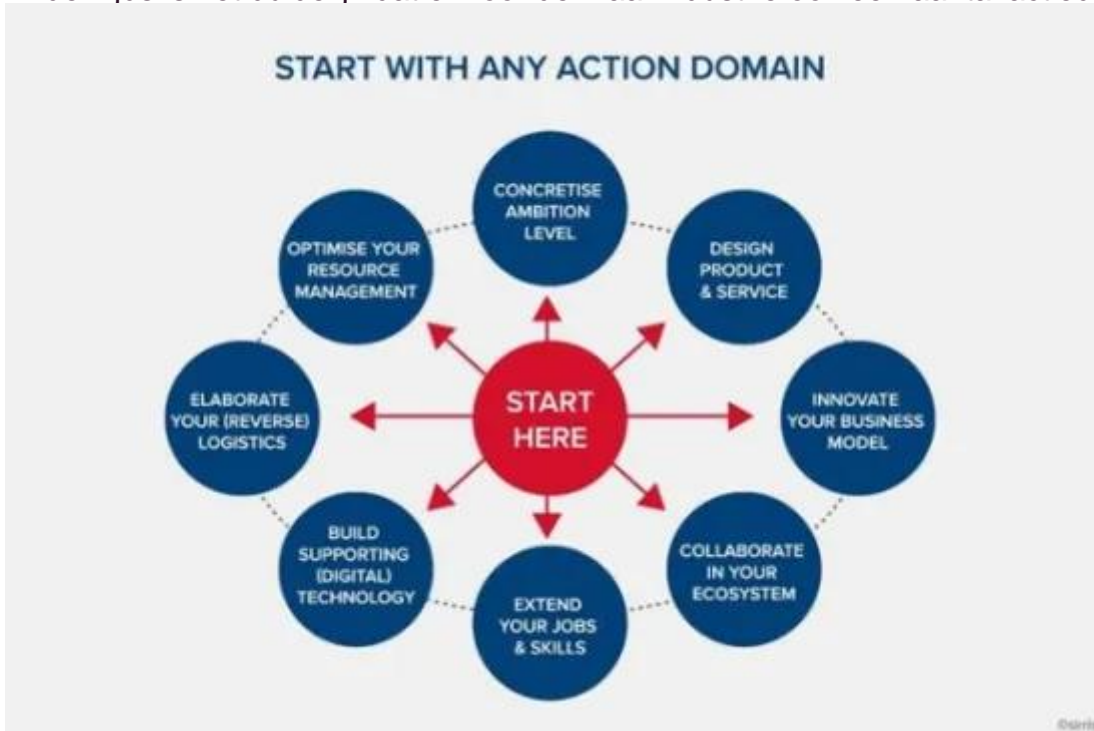 START WITH ANY ACTION DOMAIN
CONCRETISE
AMBITION
LEVEL
DESIGN
PRODUCT
& SERVICE
INNOVATE
YOUR BUSINESS
MODEL
COLLABORATE
IN YOUR
ECOSYSTEM
EXTEND
YOUR JOBS
& SKILLS
BUILD
SUPPORTING
(DIGITAL)
TECHNOLOGY
ELABORATE
YOUR (REVERSE)
LOGISTICS
OPTIMISE YOUR
RESOURCE
MANAGEMENT
START
HERE